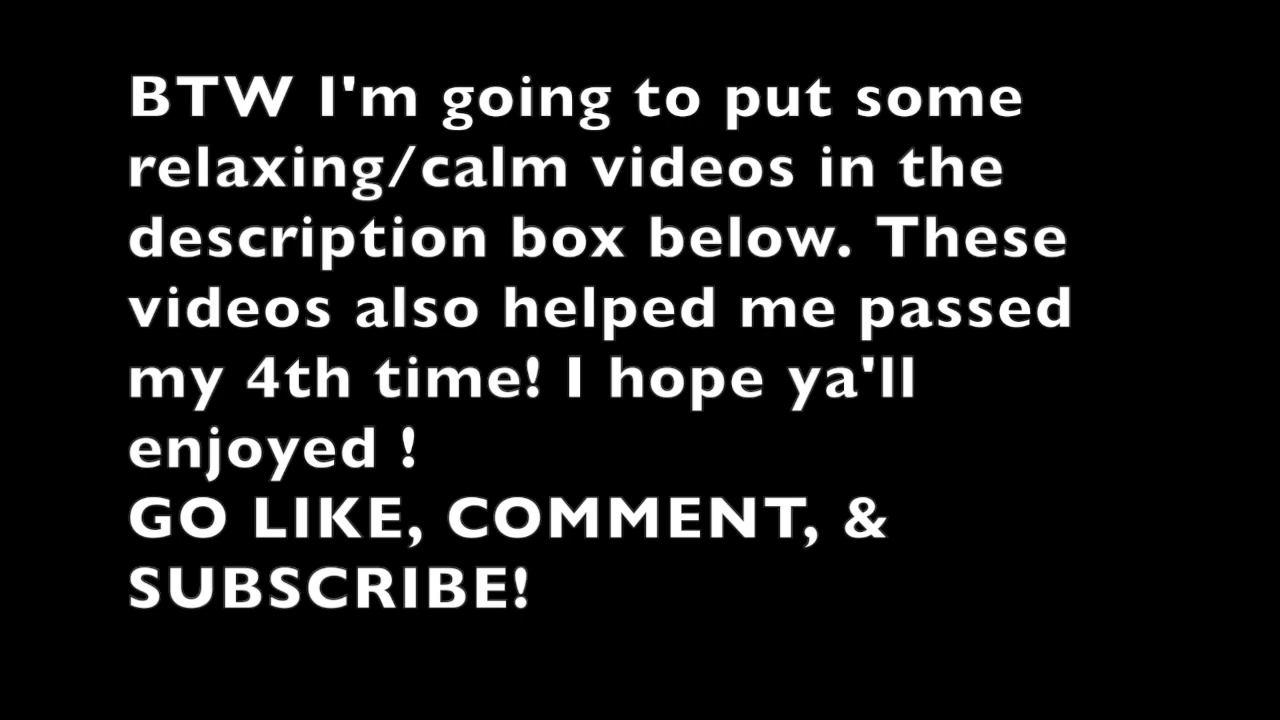 BTW I'm going to put some
relaxing/calm videos in the
description box below. These
videos also helped me passed
my 4th time! I hope ya'll
enjoyed !
GO LIKE, COMMENT, &
SUBSCRIBE!